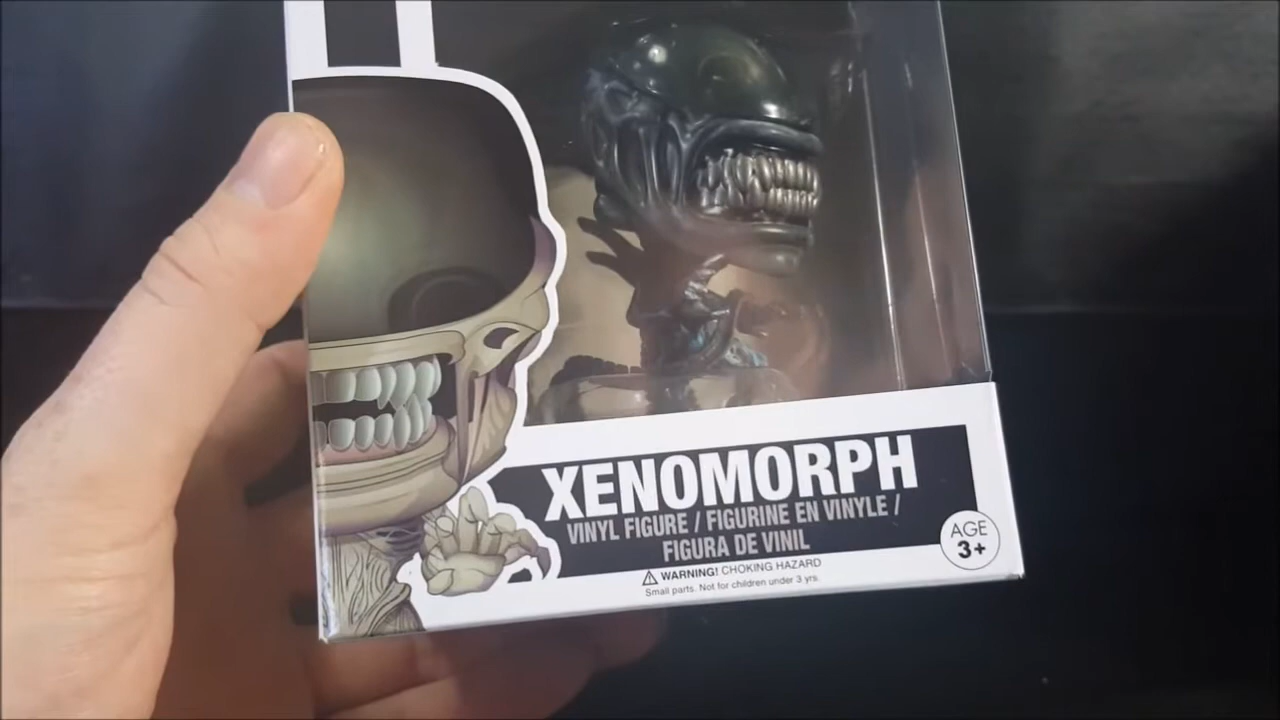 XENOMORPH
VINYL FIGURE / FIGURINE EN VINYLE /
FIGURA DE VINIL
AGE
3+
WARNING! CHOKING HAZARD
Small parts. Not for children under 3 yrs.